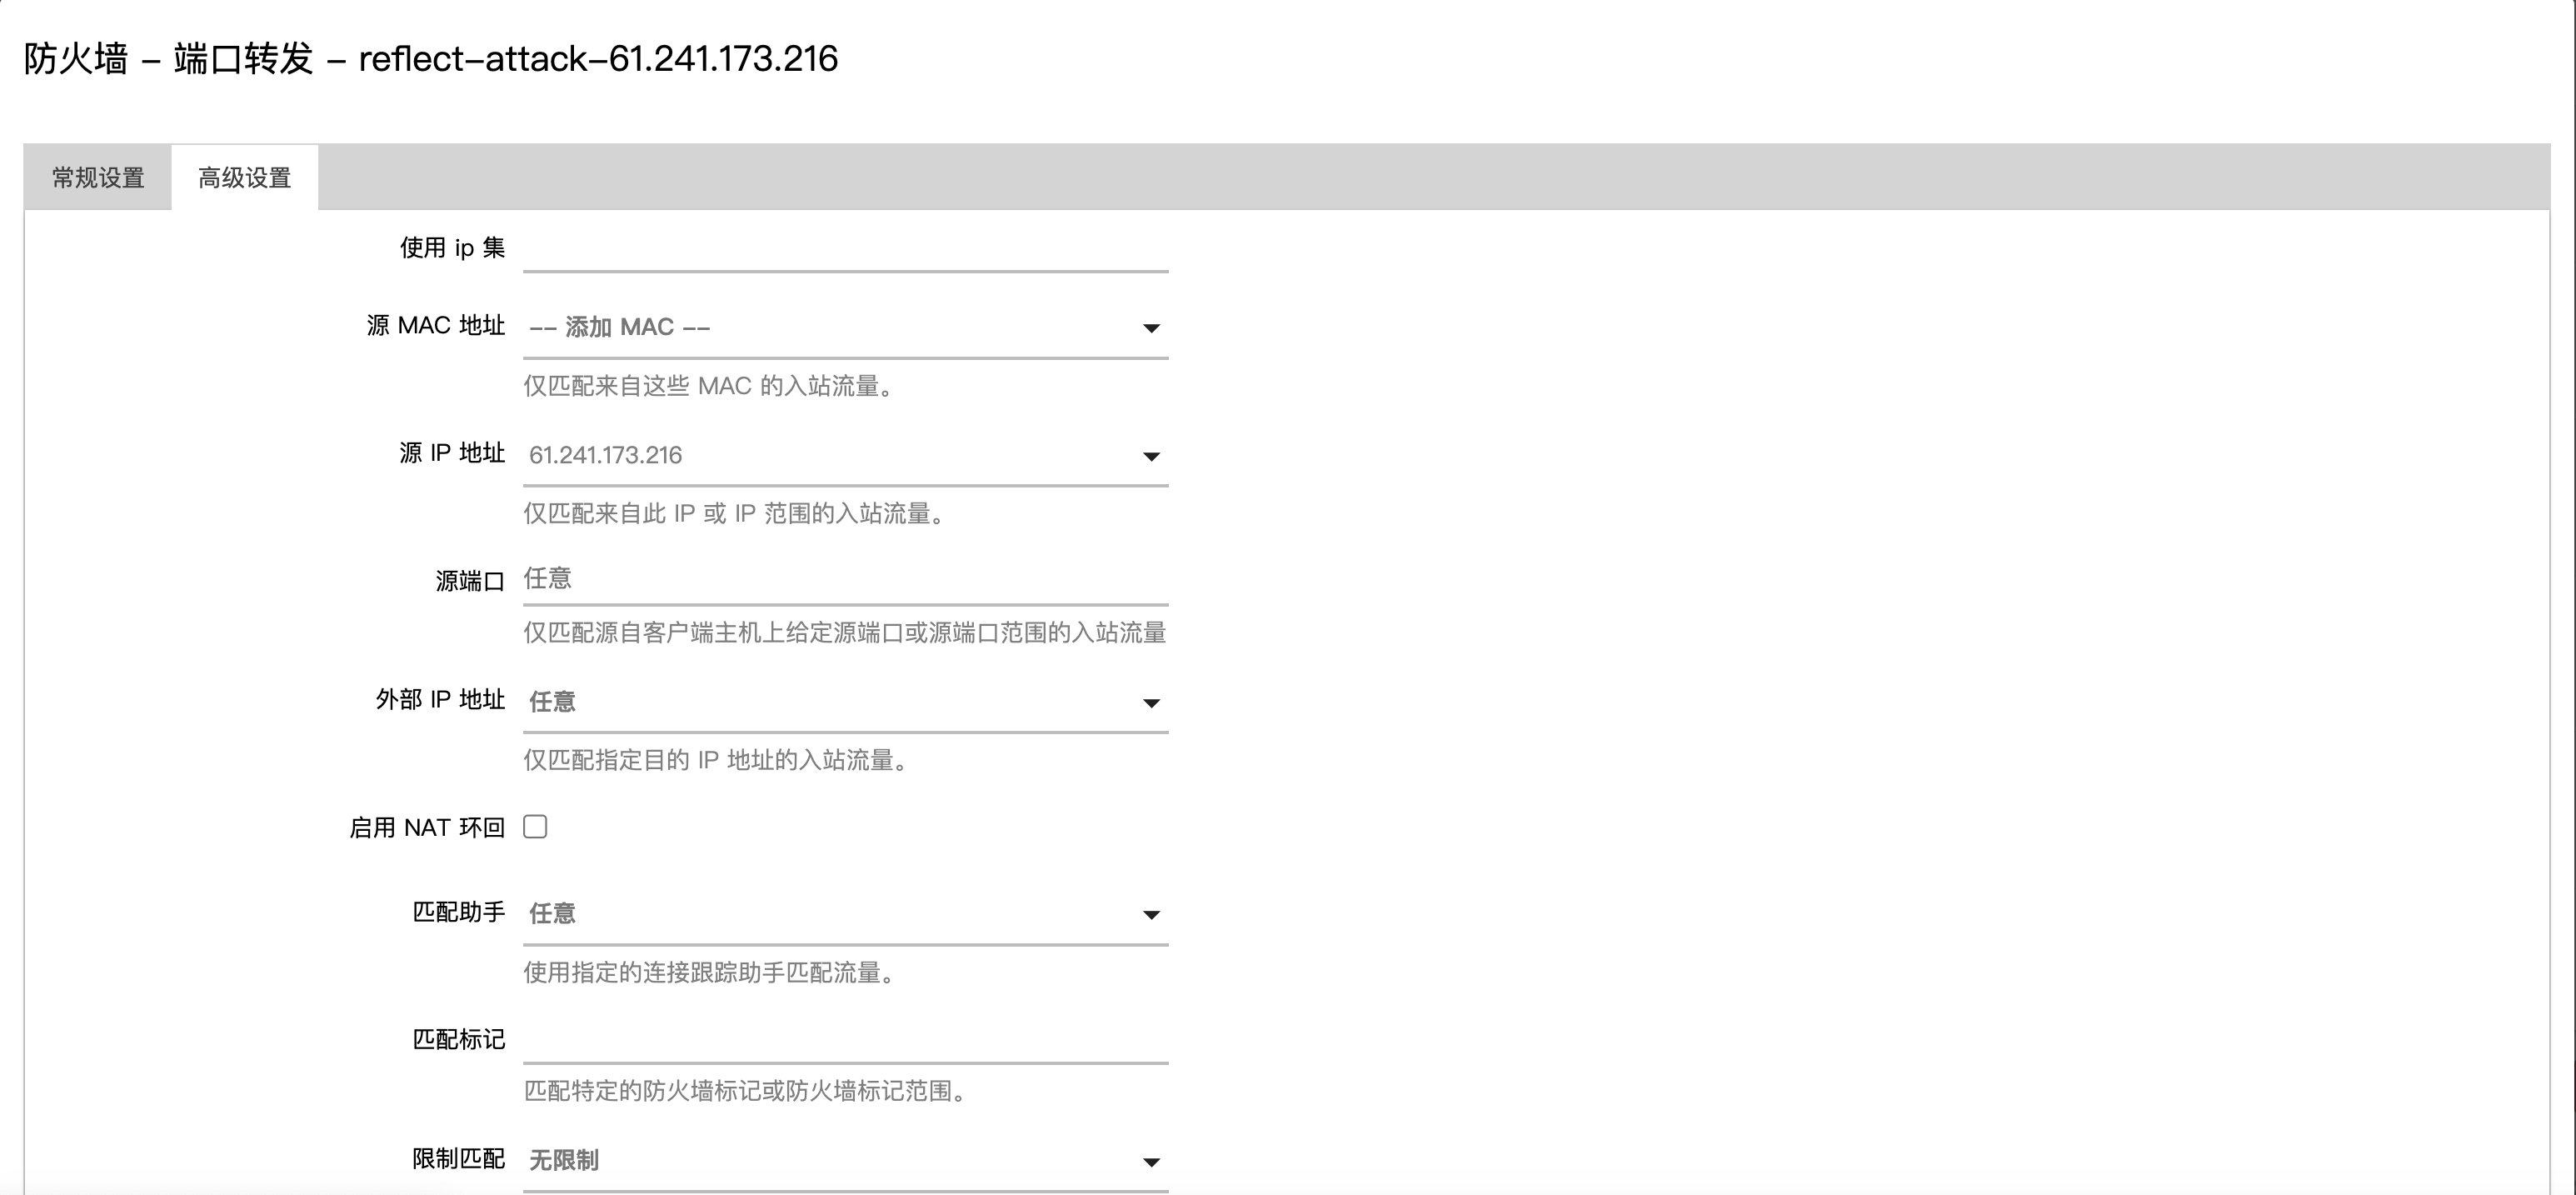 防火墙 – 端口转发 – reflect–attack–61.241.173.216
常规设置 高级设置
使用 ip 集
源 MAC 地址 -- 添加 MAC --
仅匹配来自这些 MAC 的入站流量。
源 IP 地址 61.241.173.216
仅匹配来自此 IP 或 IP 范围的入站流量。
源端口 任意
仅匹配源自客户端主机上给定源端口或源端口范围的入站流量
外部 IP 地址 任意
仅匹配指定目的 IP 地址的入站流量。
启用 NAT 环回
匹配助手 任意
使用指定的连接跟踪助手匹配流量。
匹配标记
匹配特定的防火墙标记或防火墙标记范围。
限制匹配 无限制